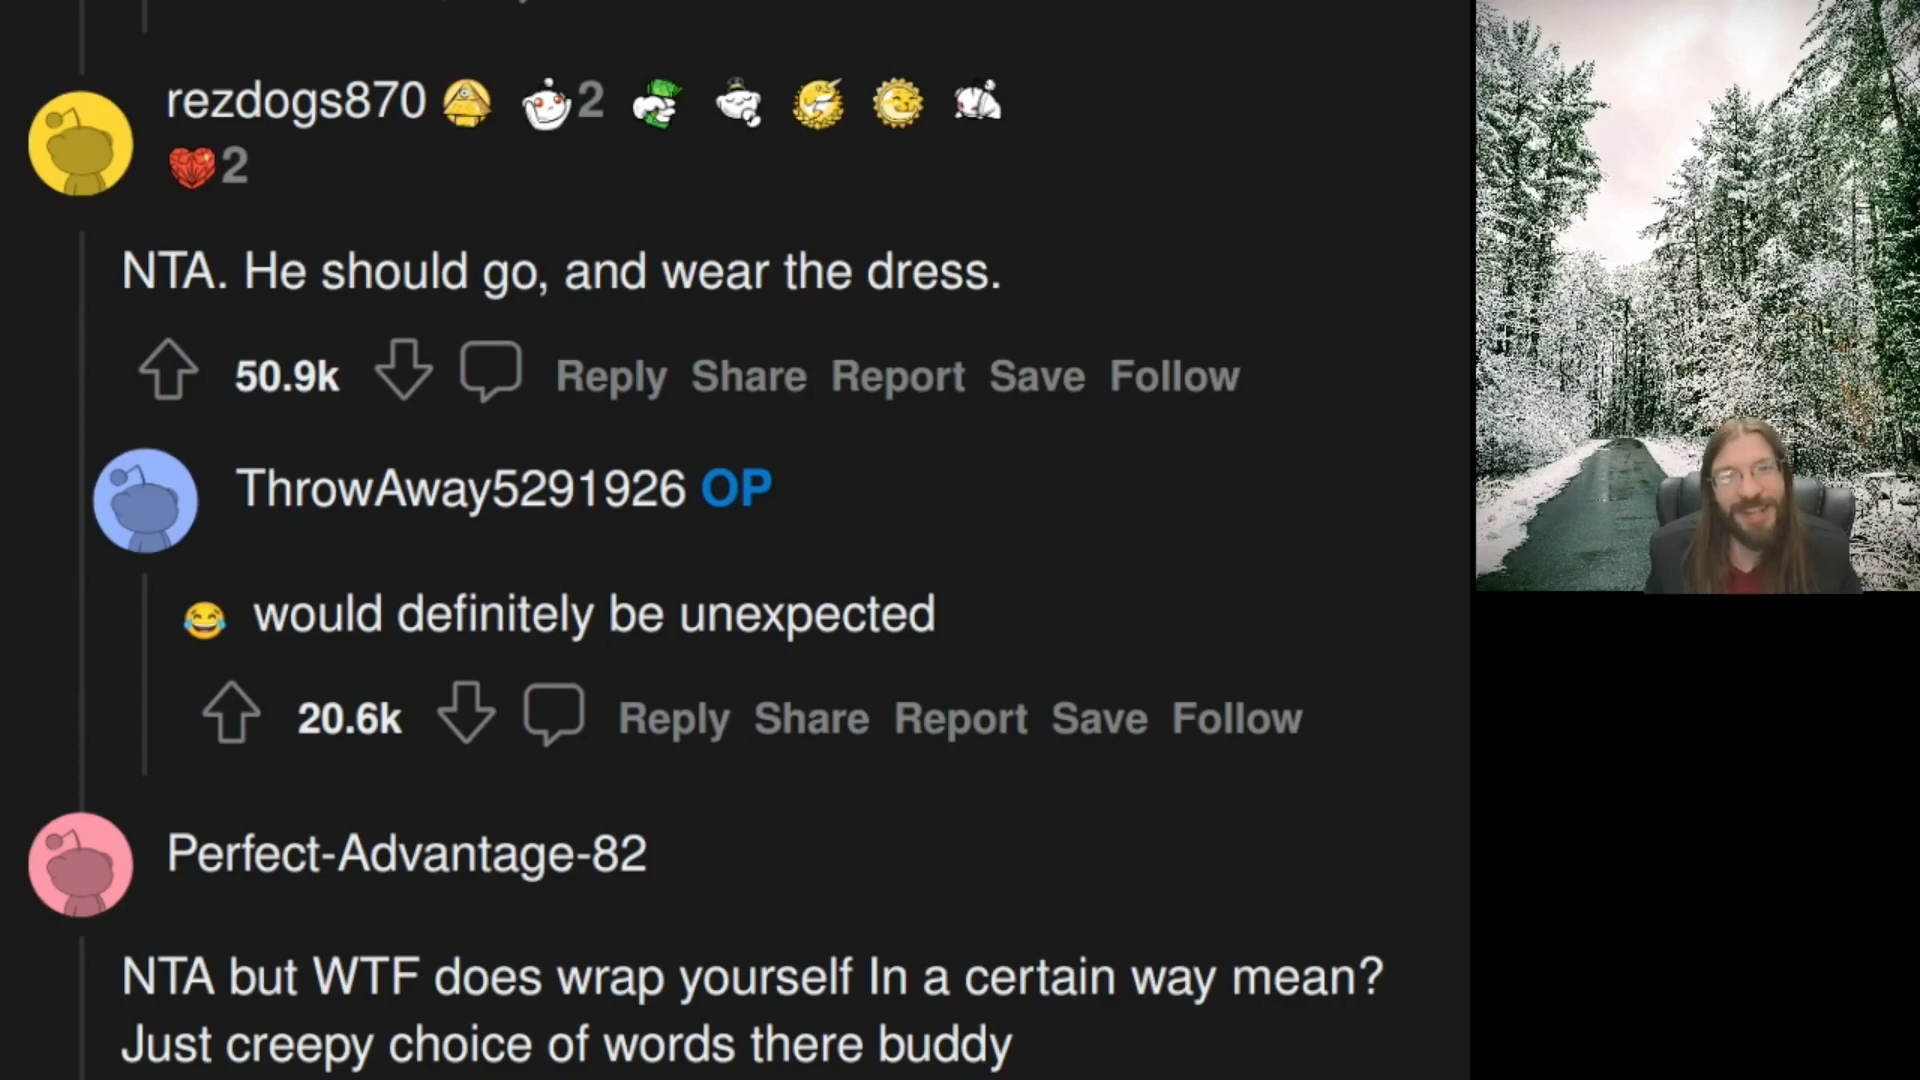 rezdogs870 2
2
NTA. He should go, and wear the dress.
50.9k Reply Share Report Save Follow
ThrowAway5291926 OP
😂 would definitely be unexpected
20.6k Reply Share Report Save Follow
Perfect-Advantage-82
NTA but WTF does wrap yourself In a certain way mean?
Just creepy choice of words there buddy